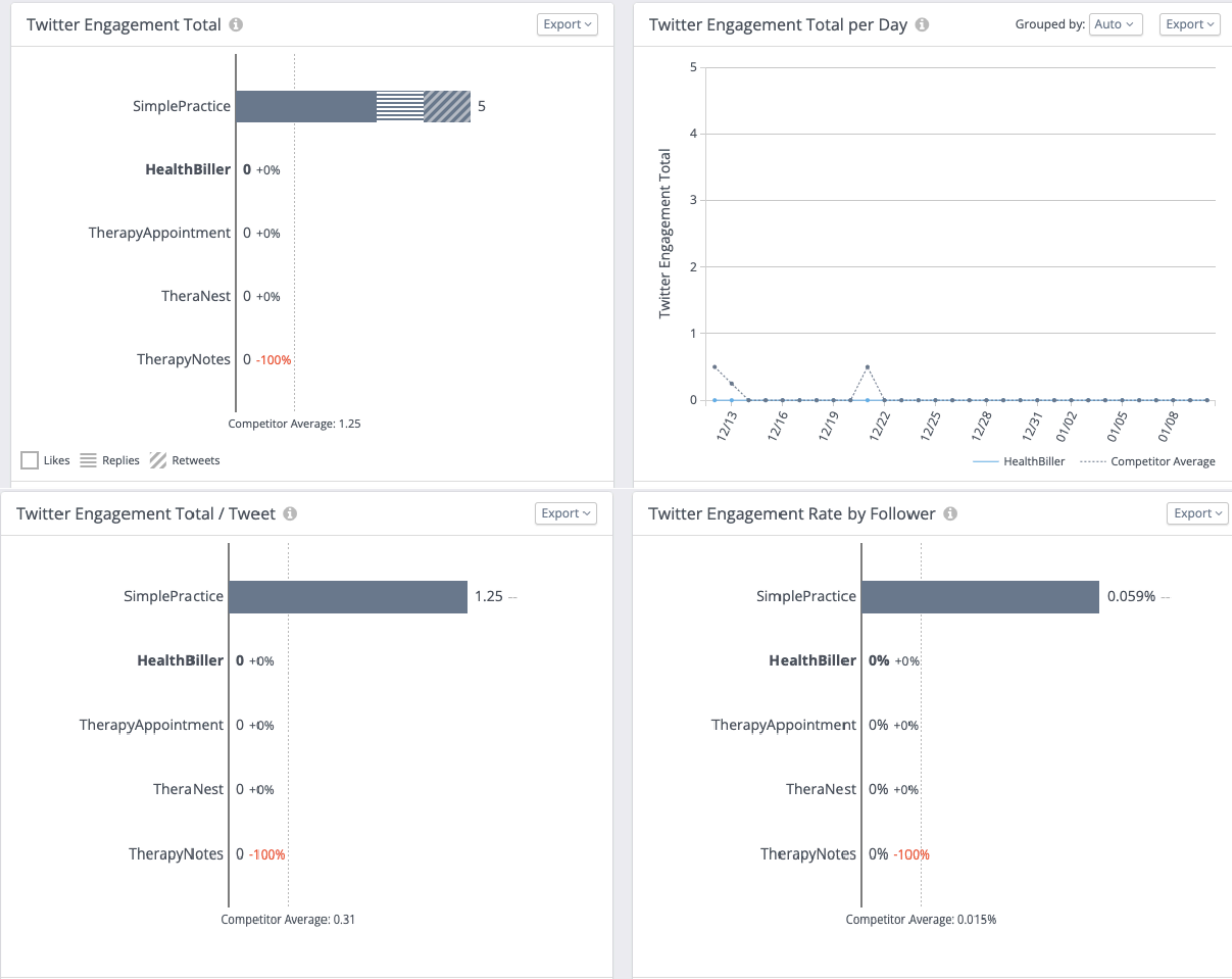 Twitter Engagement Total
Export
SimplePractice 5
HealthBiller 0 +0%
TherapyAppointment 0 +0%
TheraNest 0 +0%
TherapyNotes 0 -100%
Competitor Average: 1.25
Likes Replies Retweets
Twitter Engagement Total per Day
Grouped by: Auto Export
Twitter Engagement Total
5
4
3
2
1
0
12/13 12/16 12/19 12/22 12/25 12/28 12/31 01/02 01/05 01/08
HealthBiller Competitor Average
Twitter Engagement Total / Tweet
Export
SimplePractice 1.25 --
HealthBiller 0 +0%
TherapyAppointment 0 +0%
TheraNest 0 +0%
TherapyNotes 0 -100%
Competitor Average: 0.31
Twitter Engagement Rate by Follower
Export
SimplePractice 0.059% --
HealthBiller 0% +0%
TherapyAppointment 0% +0%
TheraNest 0% +0%
TherapyNotes 0% -100%
Competitor Average: 0.015%